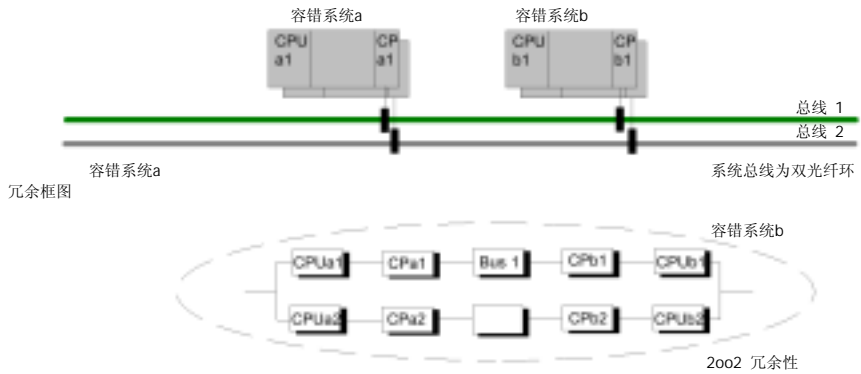 容错系统a
容错系统b
CPU a1
CP a1
CPU b1
CP b1
总线 1
总线 2
容错系统a
系统总线为双光纤环
冗余框图
容错系统b
CPUa1
CPa1
Bus 1
CPb1
CPUb1
CPUa2
CPa2
CPb2
CPUb2
2oo2 冗余性